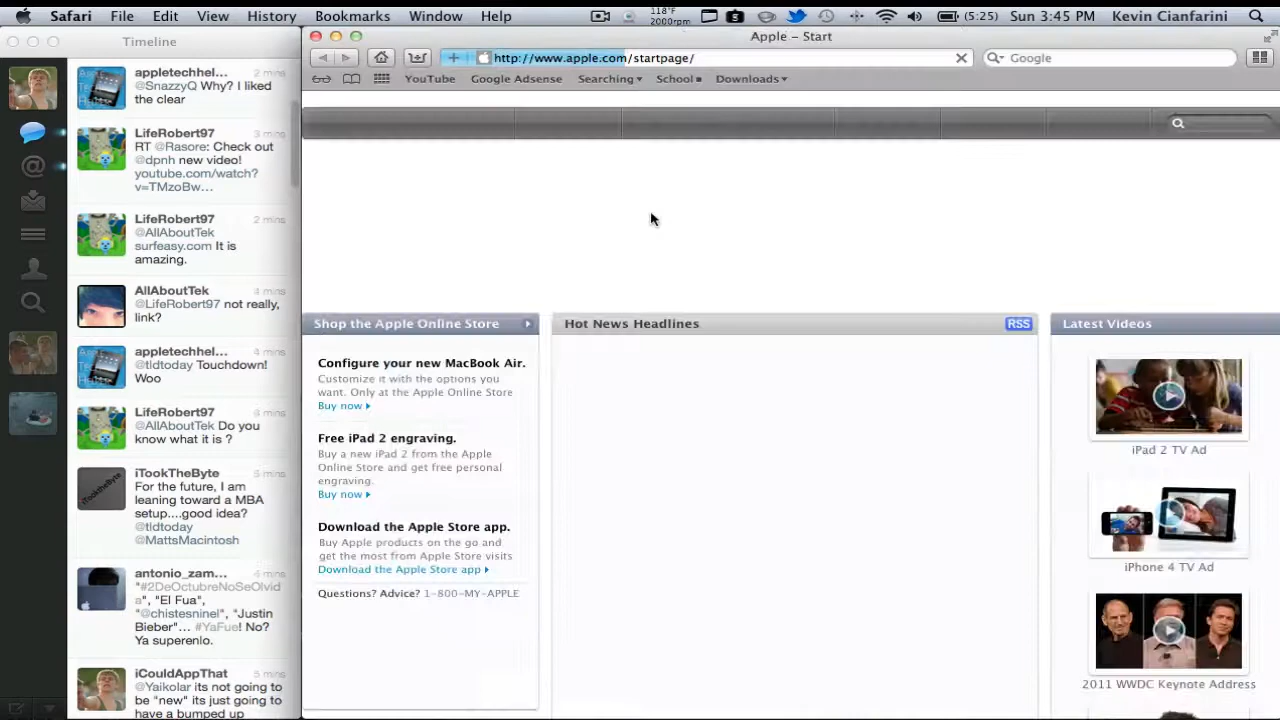 Safari File Edit View History Bookmarks Window Help 118°F 2000rpm (5:25) Sun 3:45 PM Kevin Cianfarini
Timeline
appletechhel... 2 mins
@SnazzyQ Why? I liked
the clear
LifeRobert97 3 mins
RT @Rasore: Check out
@dpnh new video!
youtube.com/watch?
v=TMzoBw...
LifeRobert97 2 mins
@AllAboutTek
surfeasy.com It is
amazing.
AllAboutTek 4 mins
@LifeRobert97 not really,
link?
appletechhel... 4 mins
@tldtoday Touchdown!
Woo
LifeRobert97 6 mins
@AllAboutTek Do you
know what it is ?
iTookTheByte 5 mins
For the future, I am
leaning toward a MBA
setup....good idea?
@tldtoday
@MattsMacintosh
antonio_zam... 4 mins
"#2DeOctubreNoSeOlvid
a", "El Fua",
"@chistesninel", "Justin
Bieber"... #YaFue! No?
Ya superenlo.
iCouldAppThat 5 mins
@Yaikolar its not going to
be "new" its just going to
have a bumped up
Apple – Start
http://www.apple.com/startpage/
Google
YouTube Google Adsense Searching School Downloads
Shop the Apple Online Store
Configure your new MacBook Air.
Customize it with the options you
want. Only at the Apple Online Store
Buy now
Free iPad 2 engraving.
Buy a new iPad 2 from the Apple
Online Store and get free personal
engraving.
Buy now
Download the Apple Store app.
Buy Apple products on the go and
get the most from Apple Store visits
Download the Apple Store app
Questions? Advice? 1-800-MY-APPLE
Hot News Headlines RSS
Latest Videos
iPad 2 TV Ad
iPhone 4 TV Ad
2011 WWDC Keynote Address